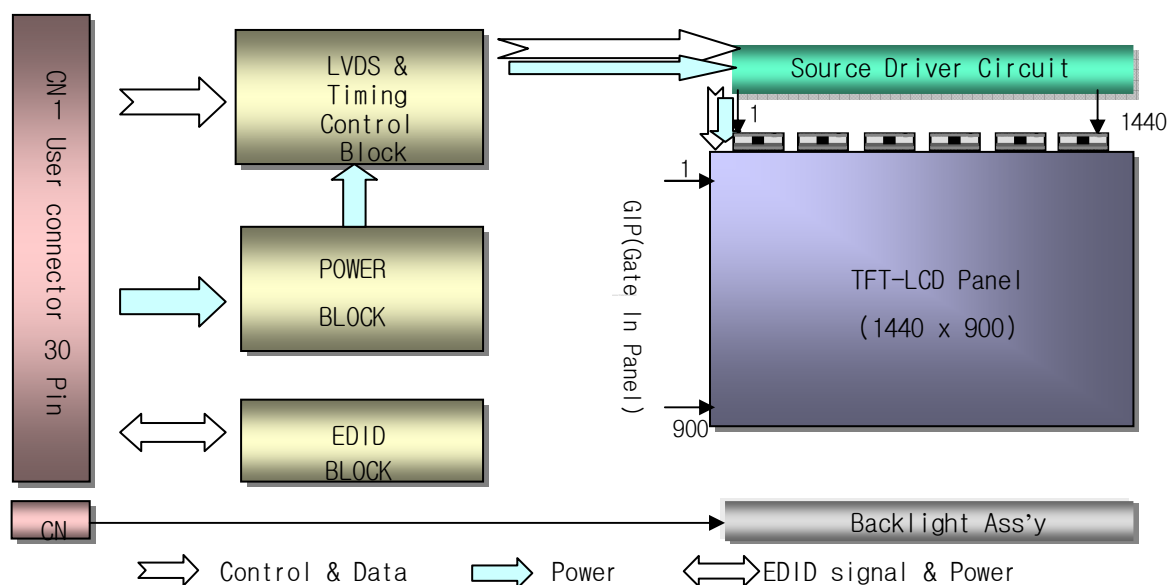 CN-1 User connector 30 Pin
LVDS &
Timing
Control
Block
Source Driver Circuit
1
1440
1
GIP(Gate In Panel)
900
POWER
BLOCK
TFT-LCD Panel
(1440 x 900)
EDID
BLOCK
CN
Backlight Ass'y
Control & Data
Power
EDID signal & Power